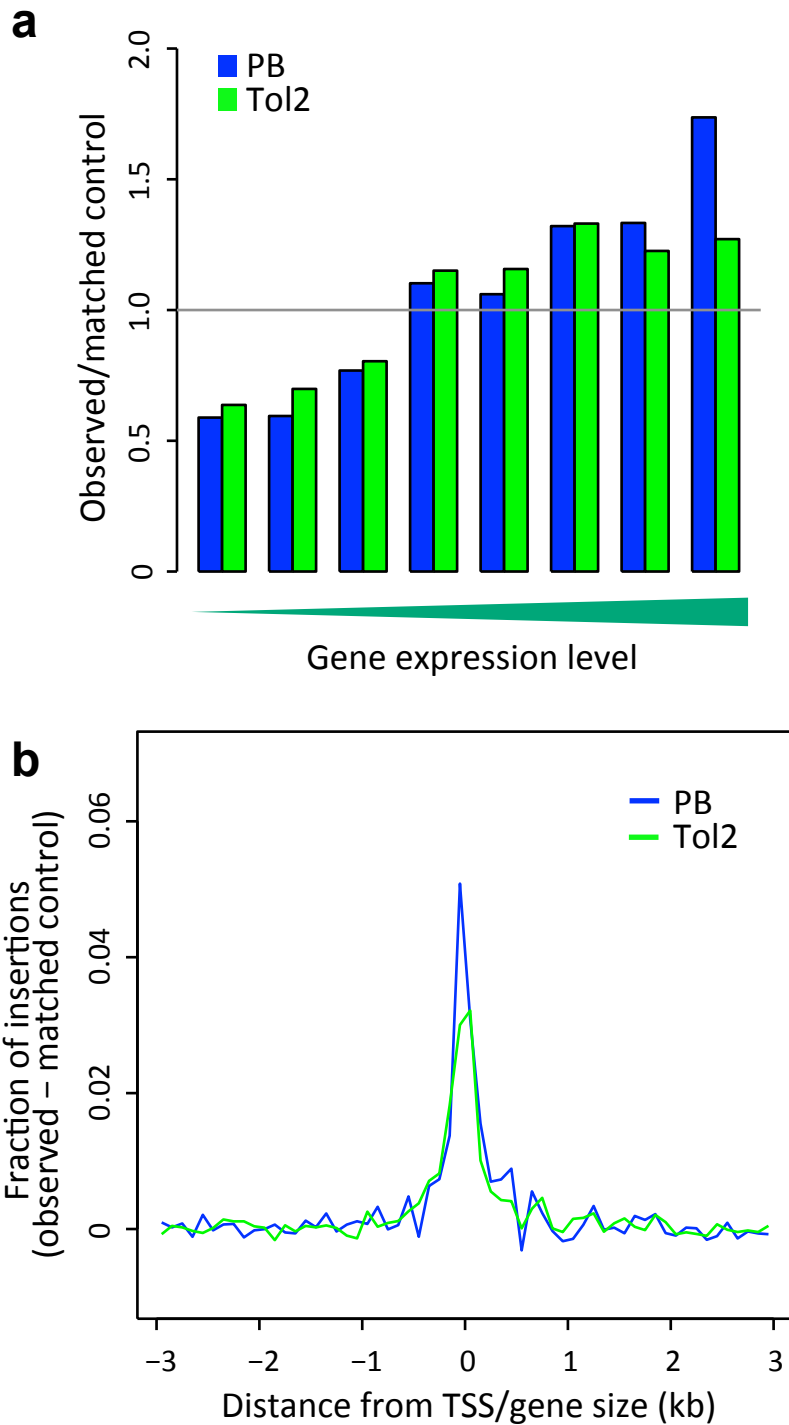 a
PB
Tol2
Observed/matched control
2.0
1.5
1.0
0.5
0
Gene expression level
b
PB
Tol2
Fraction of insertions
(observed − matched control)
0.06
0.04
0.02
0
−3 −2 −1 0 1 2 3
Distance from TSS/gene size (kb)